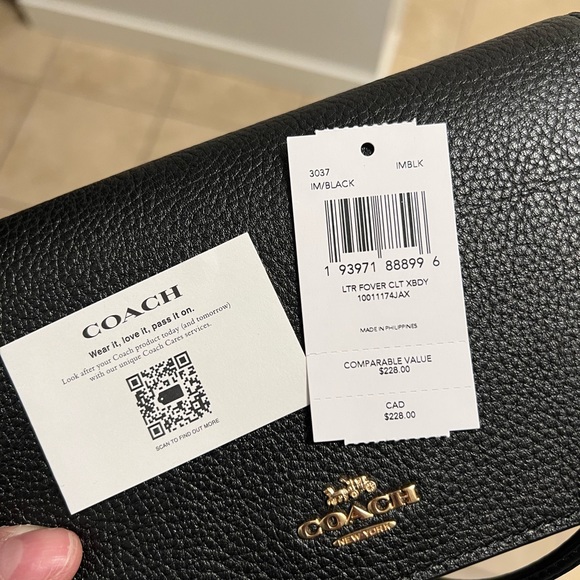 COACH
Wear it, love it, pass it on.
Look after your Coach product today (and tomorrow)
with our unique Coach Cares services.
SCAN TO FIND OUT MORE
3037 IMBLK
IM/BLACK
1 93971 88899 6
LTR FOVER CLT XBDY
10011174JAX
MADE IN PHILIPPINES
COMPARABLE VALUE
$228.00
CAD
$228.00
COACH
NEW YORK